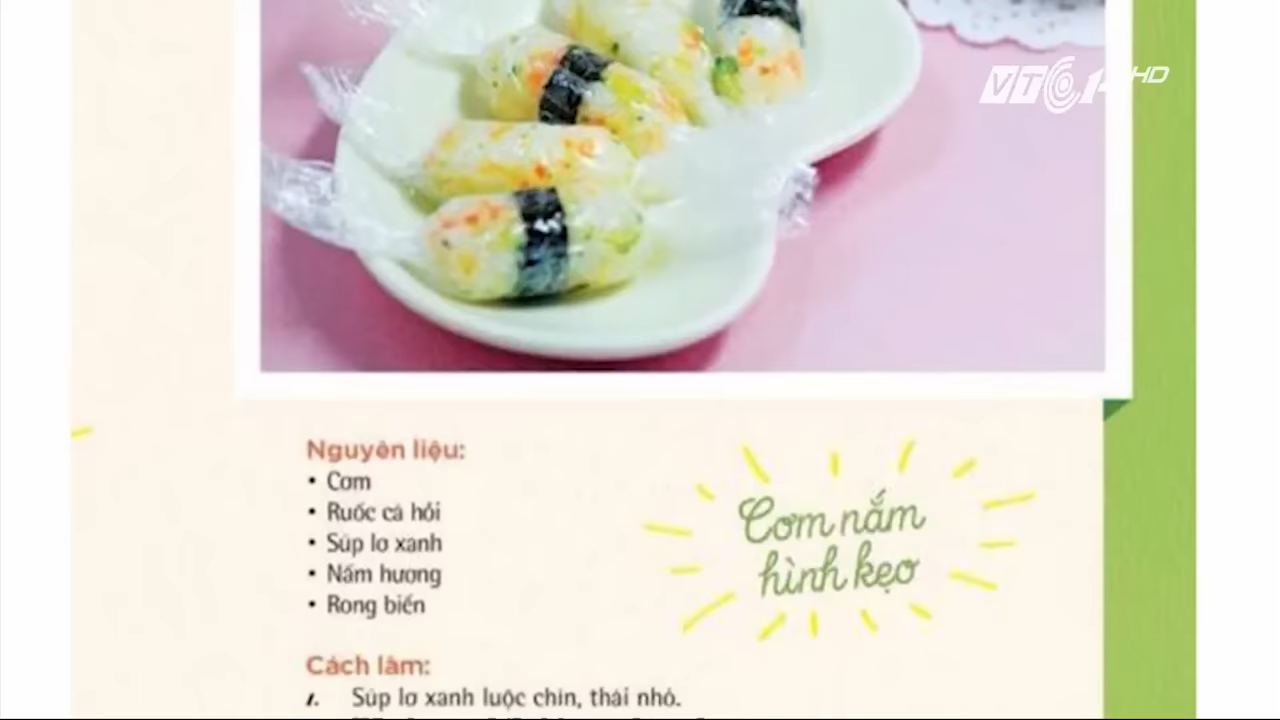 VTC14 HD
Nguyên liệu:
• Cơm
• Ruốc cá hồi
• Súp lơ xanh
• Nấm hương
• Rong biển
Cơm nắm
hình kẹo
Cách làm:
1. Súp lơ xanh luộc chín, thái nhỏ.